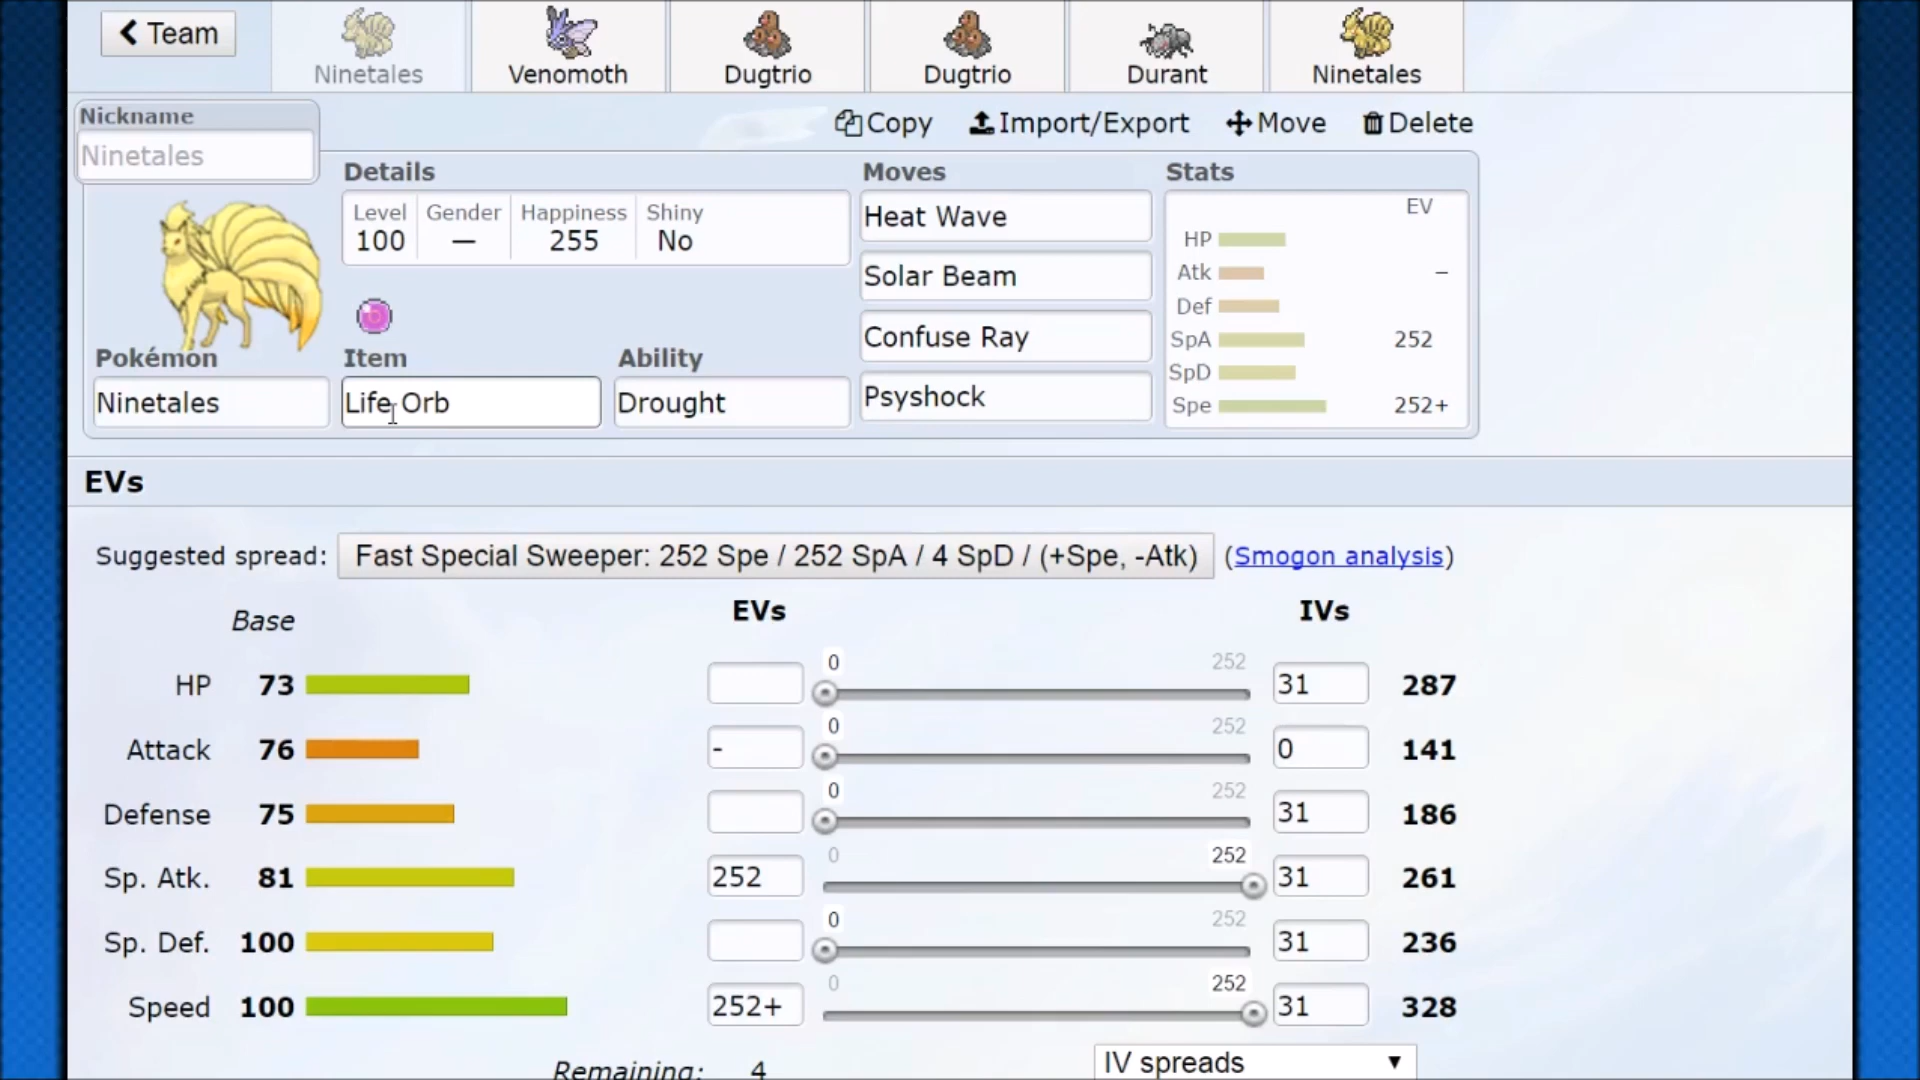 Team
Ninetales
Venomoth
Dugtrio
Dugtrio
Durant
Ninetales
Nickname
Ninetales
Copy
Import/Export
Move
Delete
Details
Moves
Stats
Level
100
Gender
—
Happiness
255
Shiny
No
Heat Wave
Solar Beam
Confuse Ray
Psyshock
EV
HP
Atk –
Def
SpA 252
SpD
Spe 252+
Pokémon
Ninetales
Item
Life Orb
Ability
Drought
EVs
Suggested spread: Fast Special Sweeper: 252 Spe / 252 SpA / 4 SpD / (+Spe, -Atk) (Smogon analysis)
Base EVs IVs
0 252
HP 73 31 287
0 252
Attack 76 - 0 141
0 252
Defense 75 31 186
0 252
Sp. Atk. 81 252 31 261
0 252
Sp. Def. 100 31 236
0 252
Speed 100 252+ 31 328
Remaining: 4
IV spreads